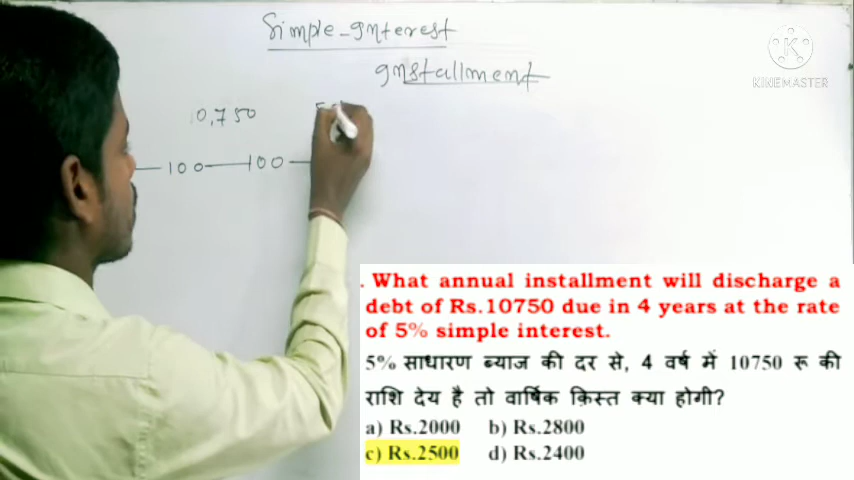 Simple-Interest
Installment
KINEMASTER
10,750
100 100
. What annual installment will discharge a
debt of Rs.10750 due in 4 years at the rate
of 5% simple interest.
5% साधारण ब्याज की दर से, 4 वर्ष में 10750 रू की
राशि देय है तो वार्षिक क़िस्त क्या होगी?
a) Rs.2000 b) Rs.2800
c) Rs.2500 d) Rs.2400